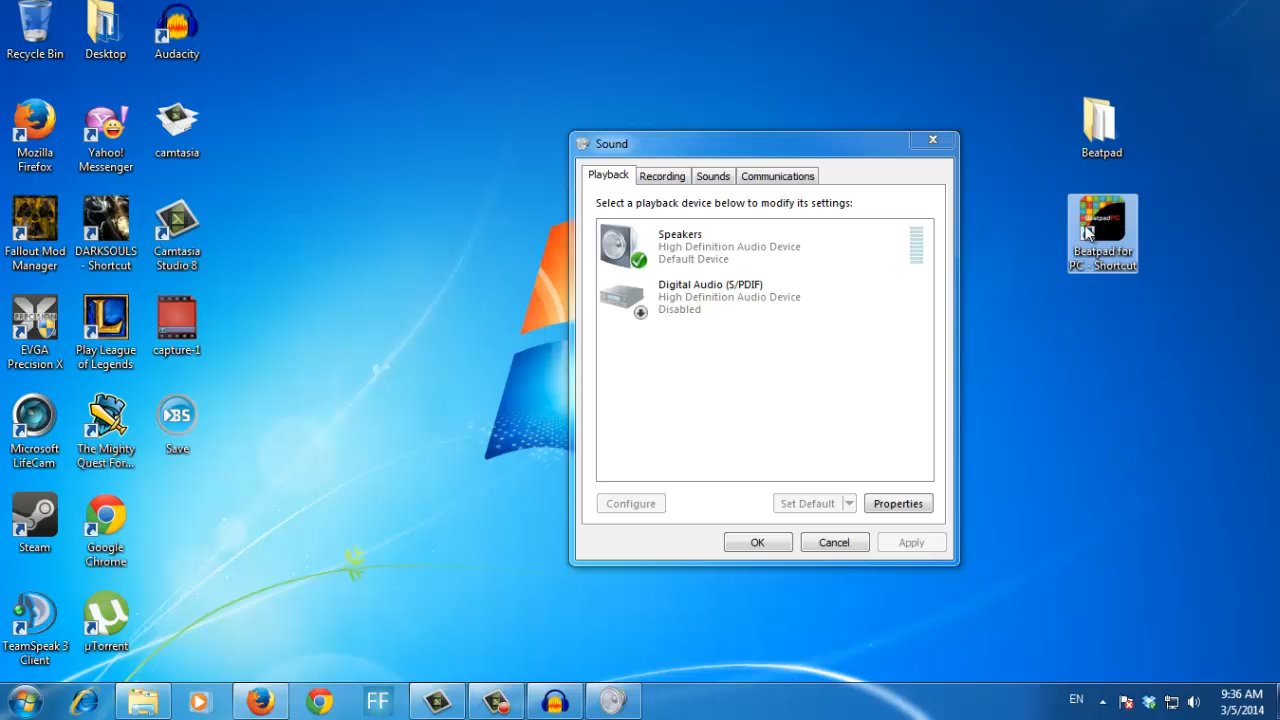 Recycle Bin
Desktop
Audacity
Mozilla
Firefox
Yahoo!
Messenger
camtasia
Fallout Mod
Manager
DARKSOULS
- Shortcut
Camtasia
Studio 8
EVGA
Precision X
Play League
of Legends
capture-1
Microsoft
LifeCam
The Mighty
Quest For...
BS
Save
Steam
Google
Chrome
TeamSpeak 3
Client
µTorrent
Sound
Playback
Recording
Sounds
Communications
Select a playback device below to modify its settings:
Speakers
High Definition Audio Device
Default Device
Digital Audio (S/PDIF)
High Definition Audio Device
Disabled
Configure
Set Default
Properties
OK
Cancel
Apply
Beatpad
BeatpadPC
Beatpad for
PC - Shortcut
FF
EN
9:36 AM
3/5/2014